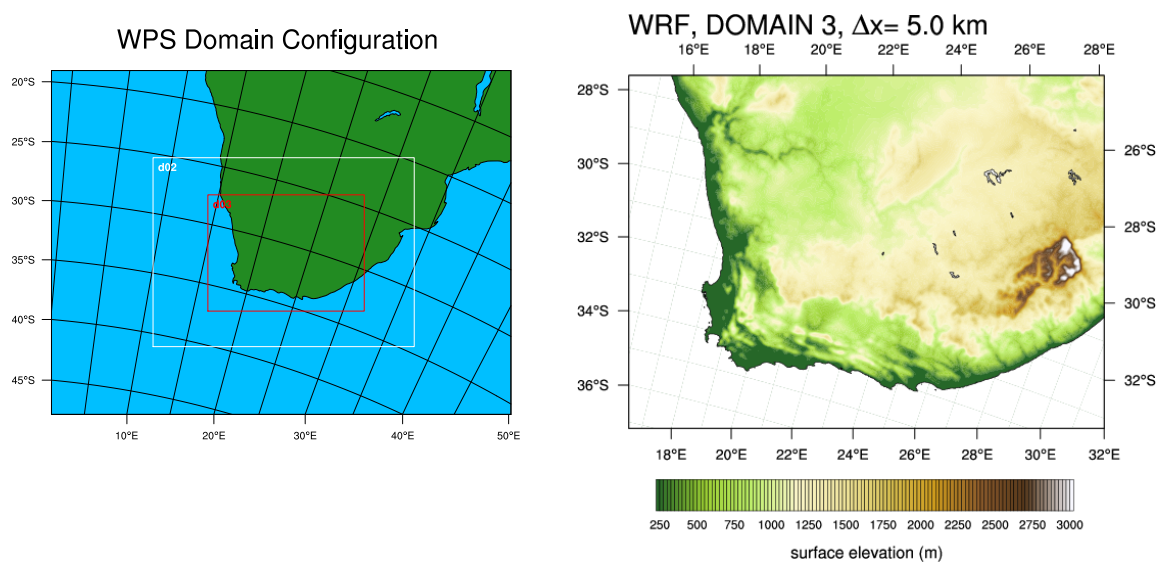 WPS Domain Configuration
20°S
25°S
30°S
35°S
40°S
45°S
d02
d03
10°E 20°E 30°E 40°E 50°E
WRF, DOMAIN 3, Δx= 5.0 km
16°E 18°E 20°E 22°E 24°E 26°E 28°E
28°S
30°S
32°S
34°S
36°S
26°S
28°S
30°S
32°S
18°E 20°E 22°E 24°E 26°E 28°E 30°E 32°E
250 500 750 1000 1250 1500 1750 2000 2250 2500 2750 3000
surface elevation (m)